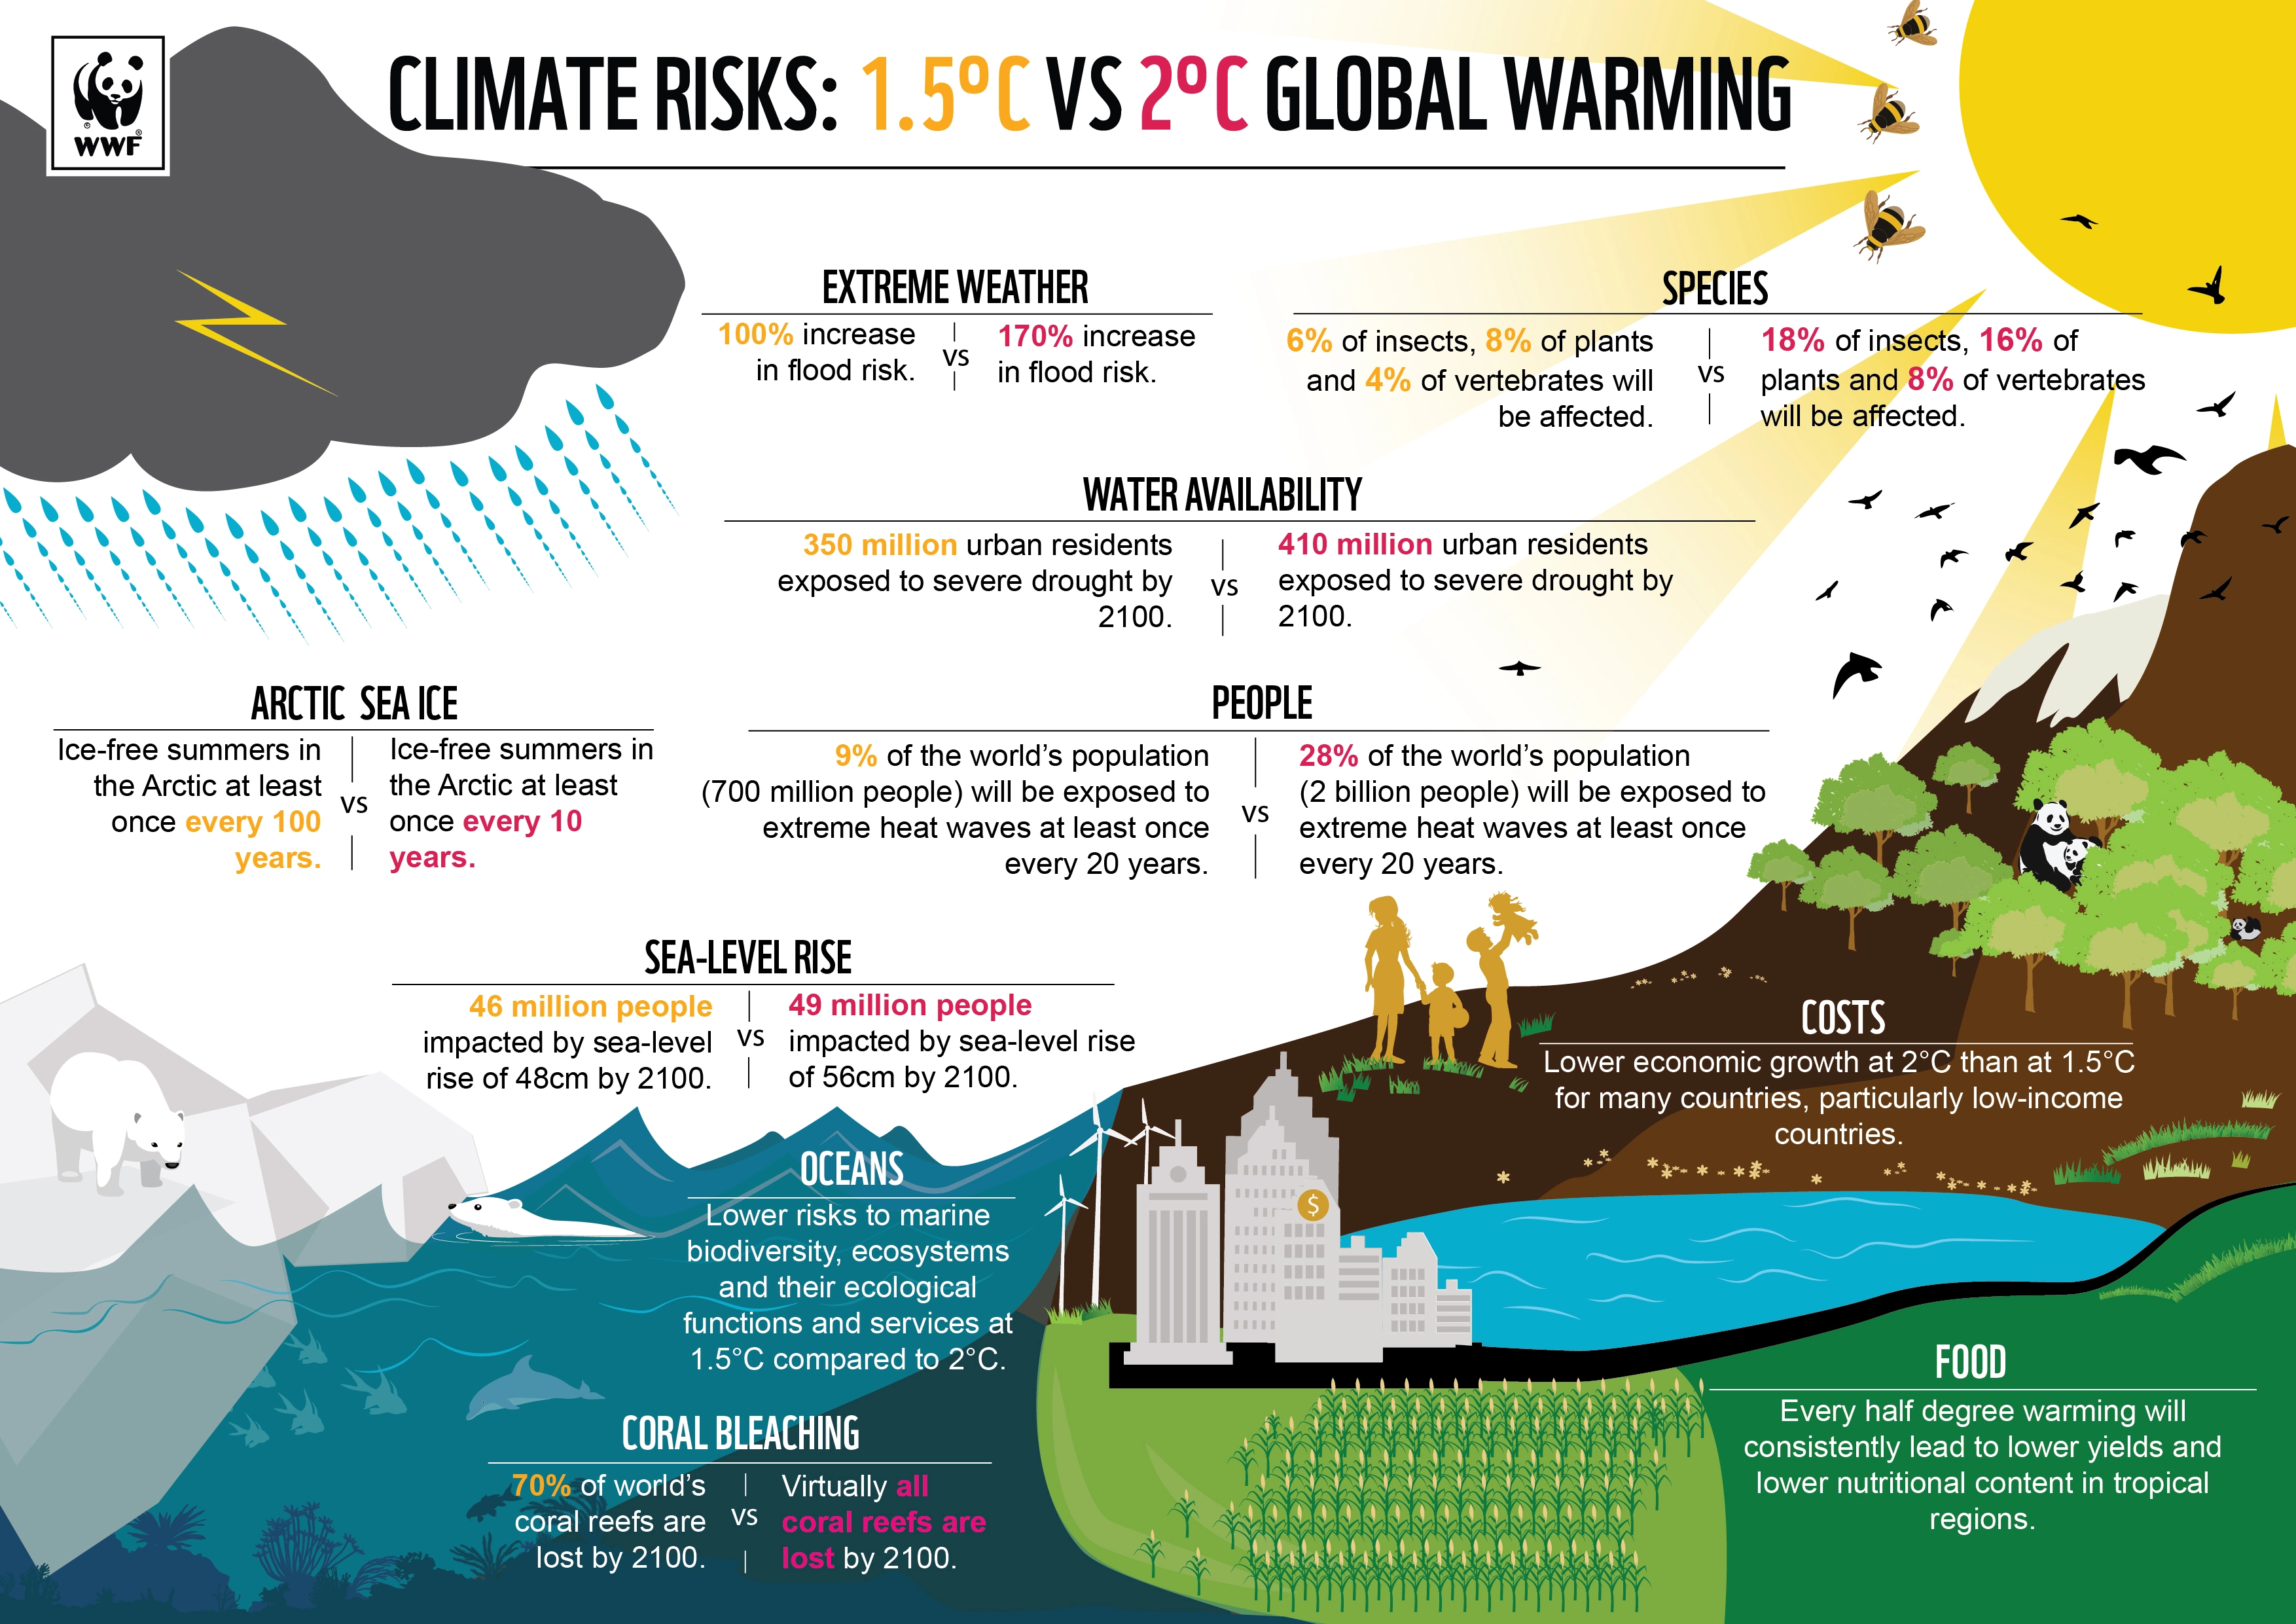 WWF
CLIMATE RISKS: 1.5°C VS 2°C GLOBAL WARMING
EXTREME WEATHER
100% increase
in flood risk.
vs
170% increase
in flood risk.
SPECIES
6% of insects, 8% of plants
and 4% of vertebrates will
be affected.
vs
18% of insects, 16% of
plants and 8% of vertebrates
will be affected.
WATER AVAILABILITY
350 million urban residents
exposed to severe drought by
2100.
vs
410 million urban residents
exposed to severe drought by
2100.
ARCTIC SEA ICE
Ice-free summers in
the Arctic at least
once every 100
years.
vs
Ice-free summers in
the Arctic at least
once every 10
years.
PEOPLE
9% of the world's population
(700 million people) will be exposed to
extreme heat waves at least once
every 20 years.
vs
28% of the world's population
(2 billion people) will be exposed to
extreme heat waves at least once
every 20 years.
SEA-LEVEL RISE
46 million people
impacted by sea-level
rise of 48cm by 2100.
vs
49 million people
impacted by sea-level rise
of 56cm by 2100.
COSTS
Lower economic growth at 2°C than at 1.5°C
for many countries, particularly low-income
countries.
OCEANS
Lower risks to marine
biodiversity, ecosystems
and their ecological
functions and services at
1.5°C compared to 2°C.
$
FOOD
Every half degree warming will
consistently lead to lower yields and
lower nutritional content in tropical
regions.
CORAL BLEACHING
70% of world's
coral reefs are
lost by 2100.
vs
Virtually all
coral reefs are
lost by 2100.